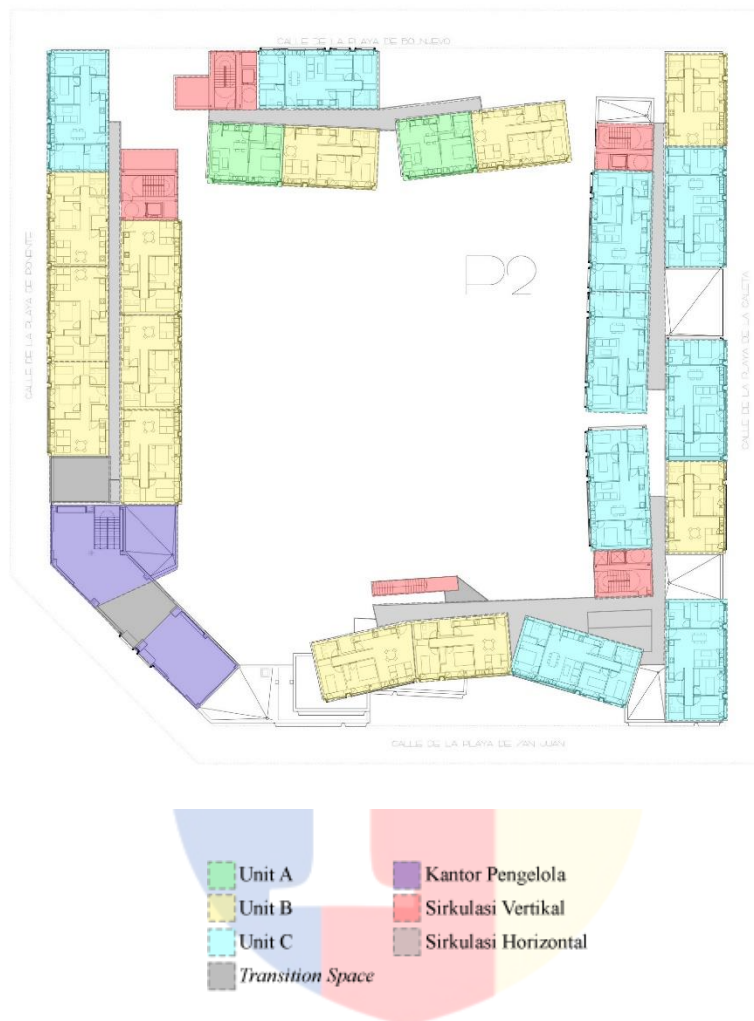 CALLE DE LA PLAYA DE BOLNUEVO
CALLE DE LA PLAYA DE PONIENTE
P2
CALLE DE LA PLAYA DE LA CALETA
CALLE DE LA PLAYA DE SAN JUAN
Unit A
Unit B
Unit C
Transition Space
Kantor Pengelola
Sirkulasi Vertikal
Sirkulasi Horizontal